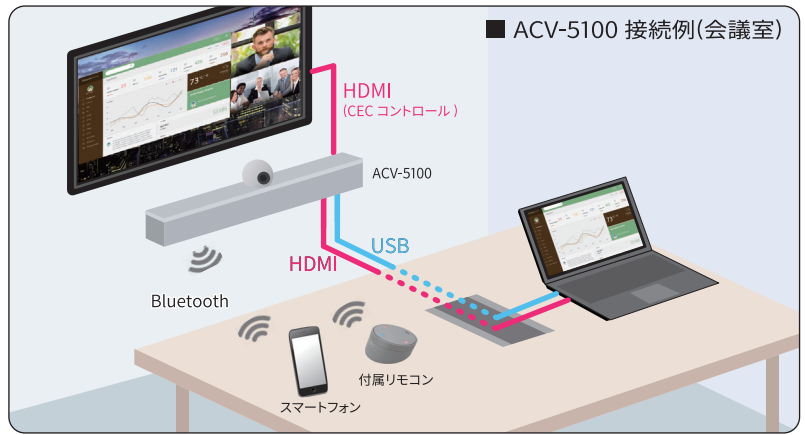 ■ ACV-5100 接続例(会議室)
HDMI
(CEC コントロール )
ACV-5100
USB
HDMI
Bluetooth
付属リモコン
スマートフォン